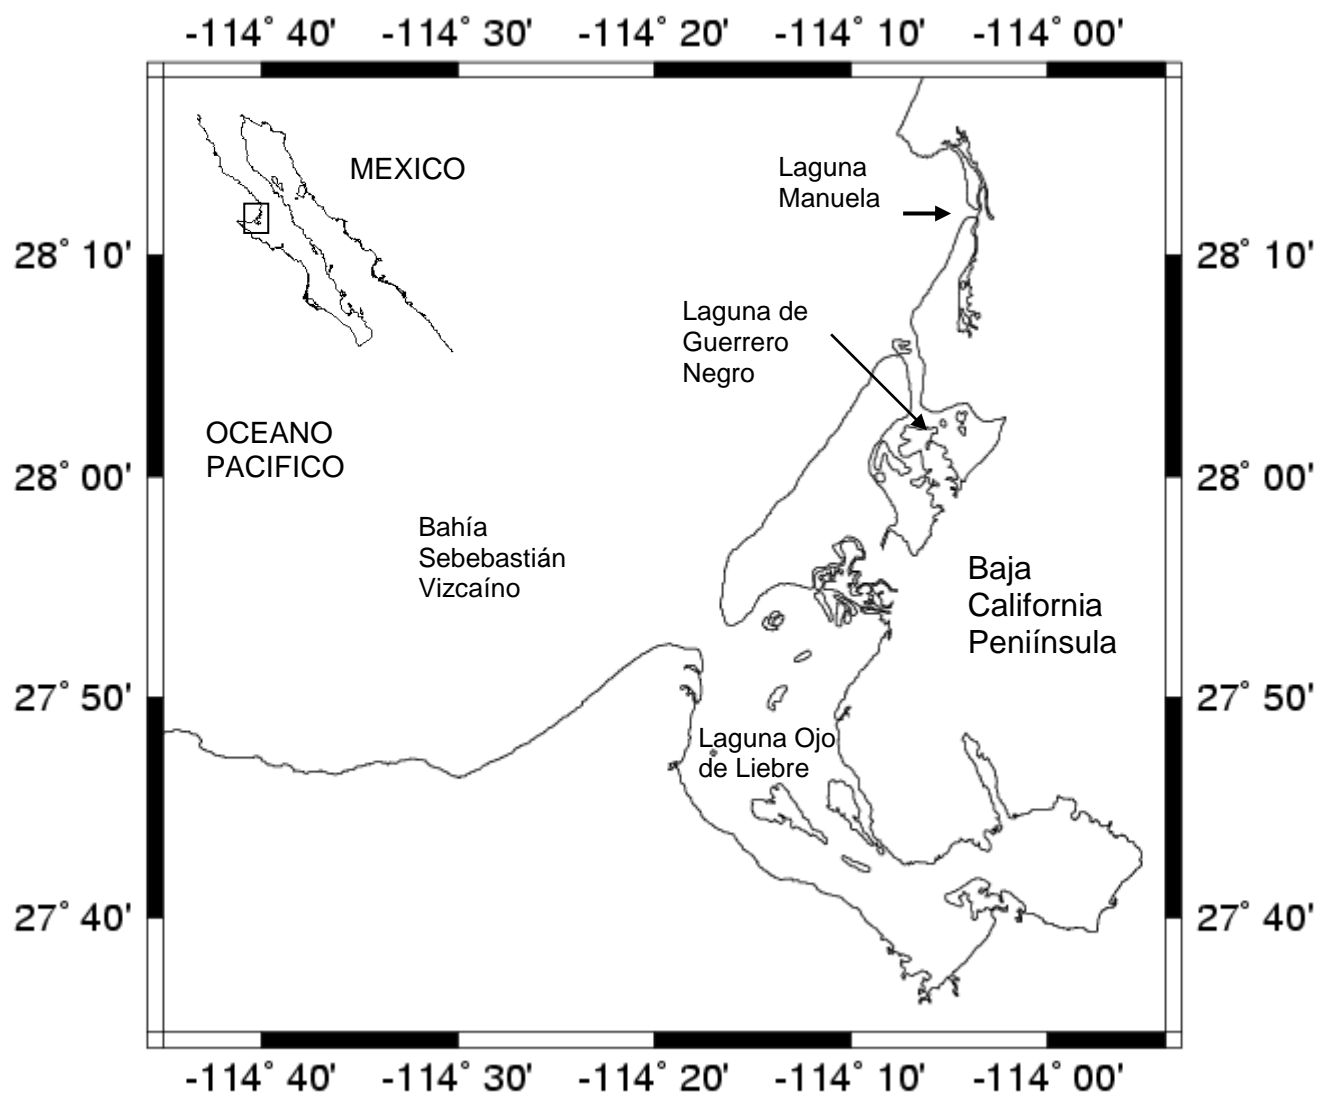 -114° 40' -114° 30' -114° 20' -114° 10' -114° 00'
MEXICO
Laguna
Manuela
28° 10' 28° 10'
Laguna de
Guerrero
Negro
OCEANO
PACIFICO
28° 00' 28° 00'
Bahía
Sebebastián
Vizcaíno
Baja
California
Peniínsula
27° 50' 27° 50'
Laguna Ojo
de Liebre
27° 40' 27° 40'
-114° 40' -114° 30' -114° 20' -114° 10' -114° 00'